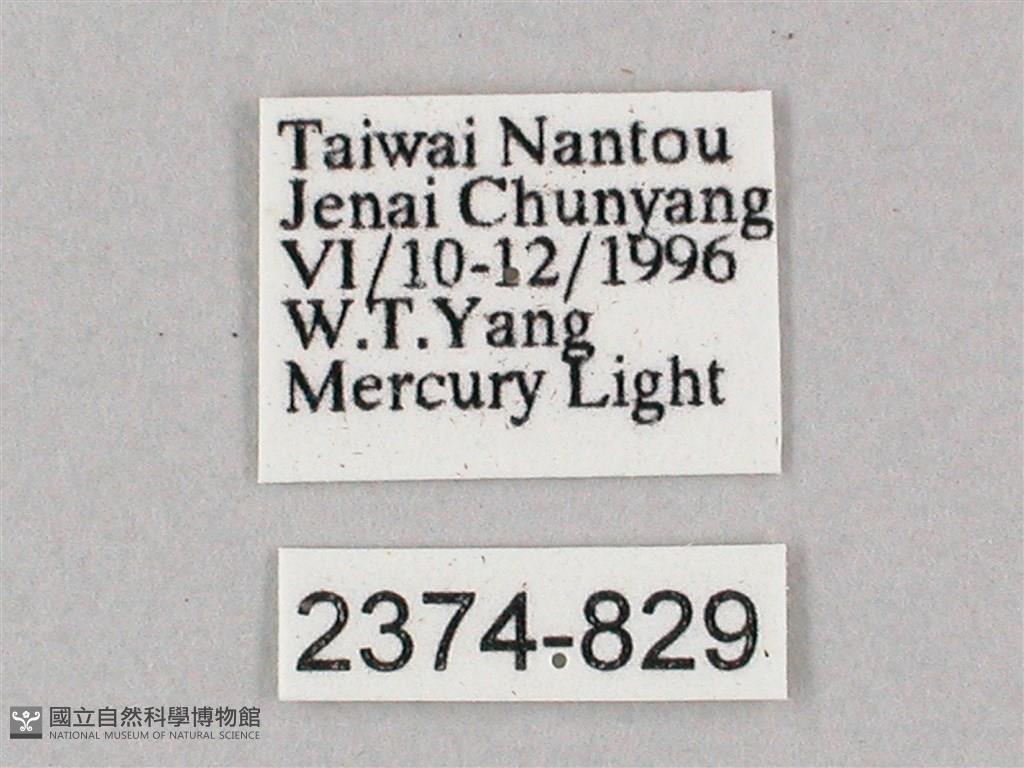 Taiwai Nantou
Jenai Chunyang
VI/10-12/1996
W.T.Yang
Mercury Light
2374-829
國立自然科學博物館
NATIONAL MUSEUM OF NATURAL SCIENCE